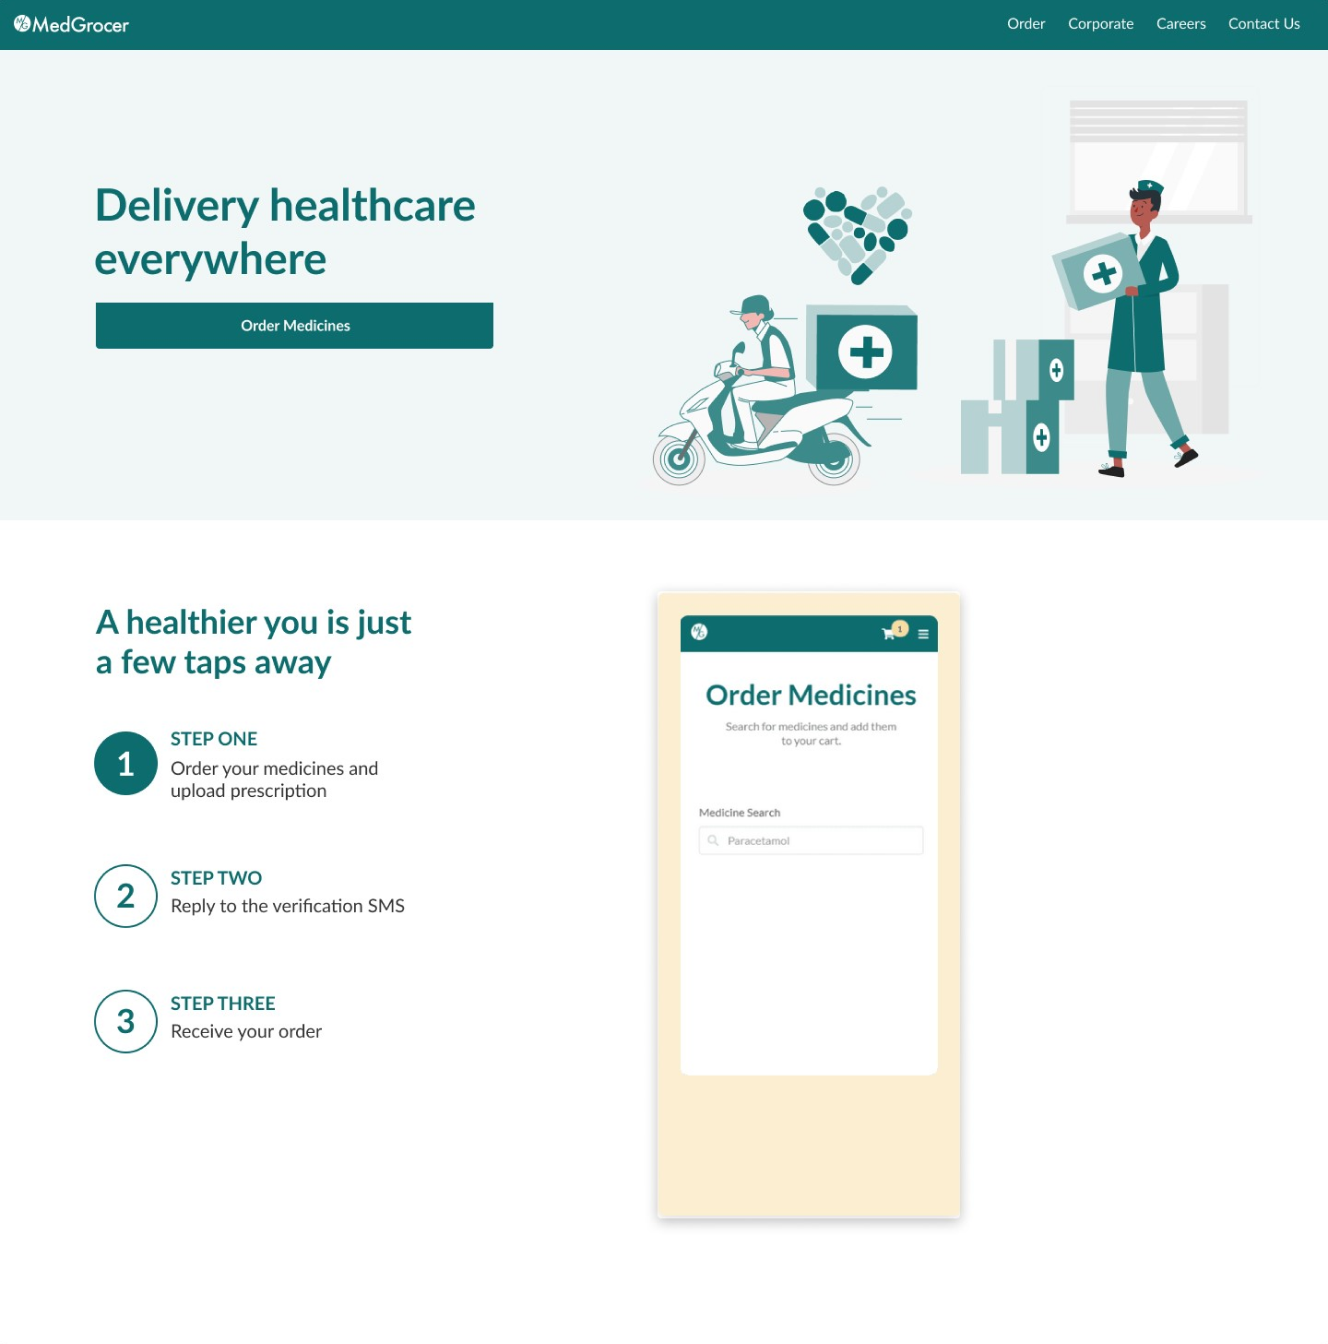 MedGrocer
Order
Corporate
Careers
Contact Us
Delivery healthcare
everywhere
Order Medicines
A healthier you is just
a few taps away
1
STEP ONE
Order your medicines and
upload prescription
2
STEP TWO
Reply to the verification SMS
3
STEP THREE
Receive your order
1
Order Medicines
Search for medicines and add them
to your cart.
Medicine Search
Paracetamol